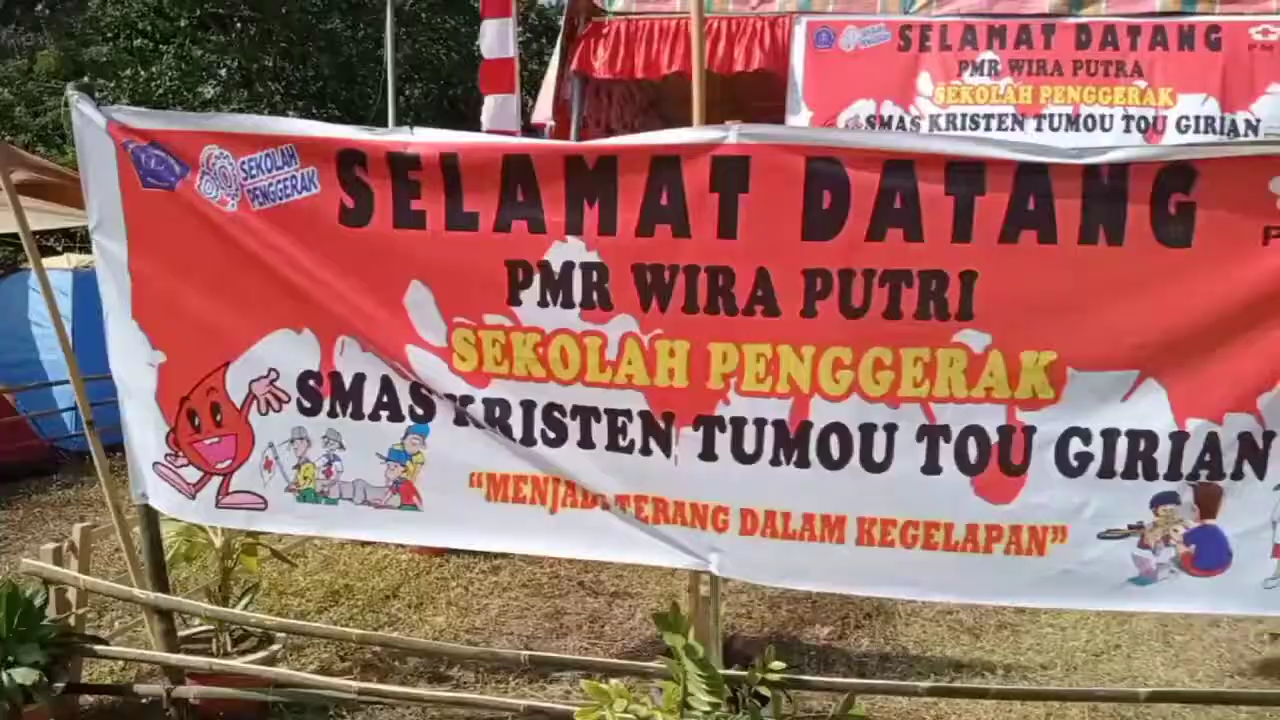 SELAMAT DATANG
PMR WIRA PUTRA
SEKOLAH PENGGERAK
SMAS KRISTEN TUMOU TOU GIRIAN
SEKOLAH
PENGGERAK
SELAMAT DATANG
PMR WIRA PUTRI
SEKOLAH PENGGERAK
SMAS KRISTEN TUMOU TOU GIRIAN
"MENJADI TERANG DALAM KEGELAPAN"